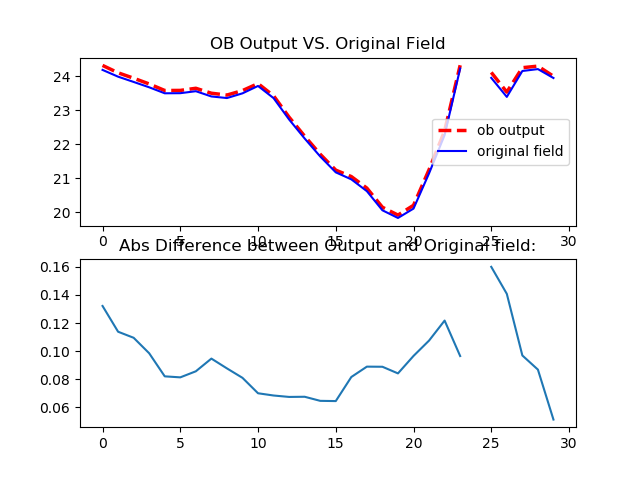 OB Output VS. Original Field
24
23
22
21
20
ob output
original field
0 5 10 15 20 25 30
Abs Difference between Output and Original field:
0.16
0.14
0.12
0.10
0.08
0.06
0 5 10 15 20 25 30